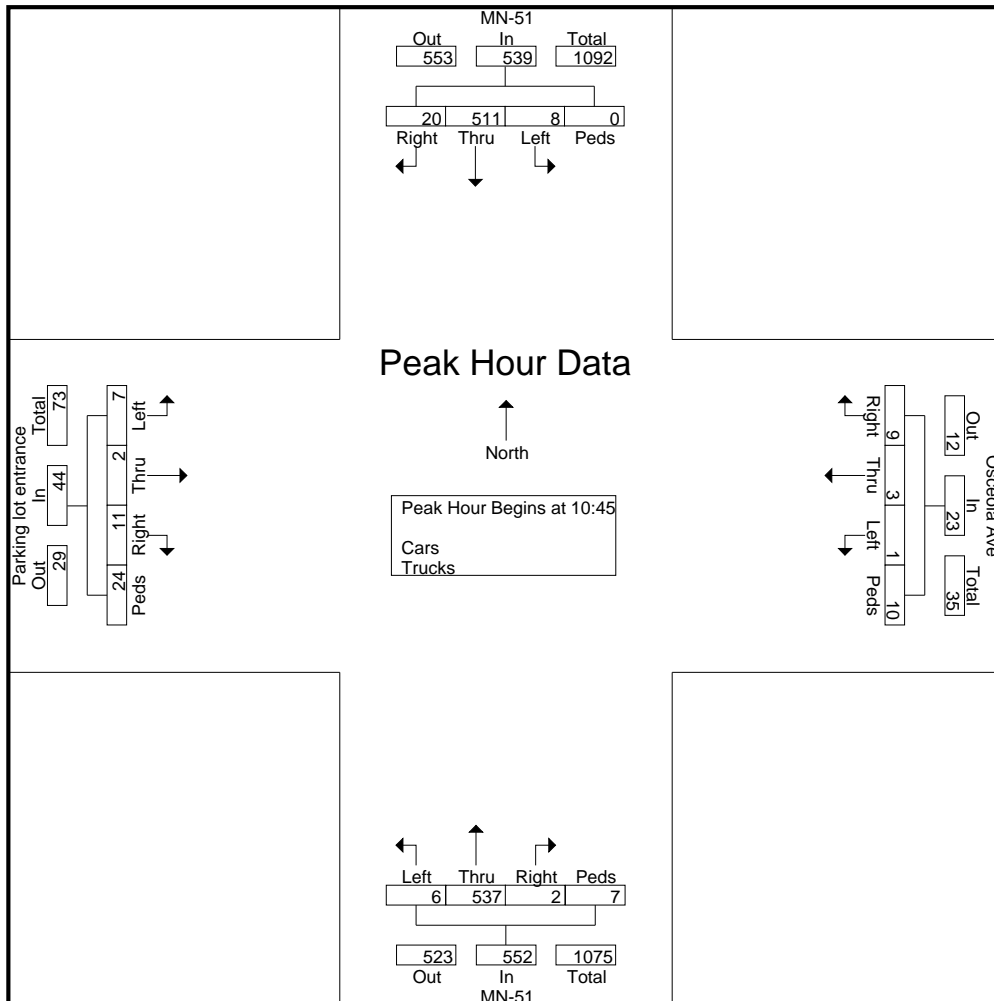 MN-51
Out In Total
553 539 1092
20 511 8 0
Right Thru Left Peds
Peak Hour Data
North
Peak Hour Begins at 10:45
Cars
Trucks
Parking lot entrance
Out In Total
29 44 73
24 11 2 7
Peds Right Thru Left
Osceola Ave
Out In Total
12 23 35
9 3 1 10
Right Thru Left Peds
Left Thru Right Peds
6 537 2 7
523 552 1075
Out In Total
MN-51